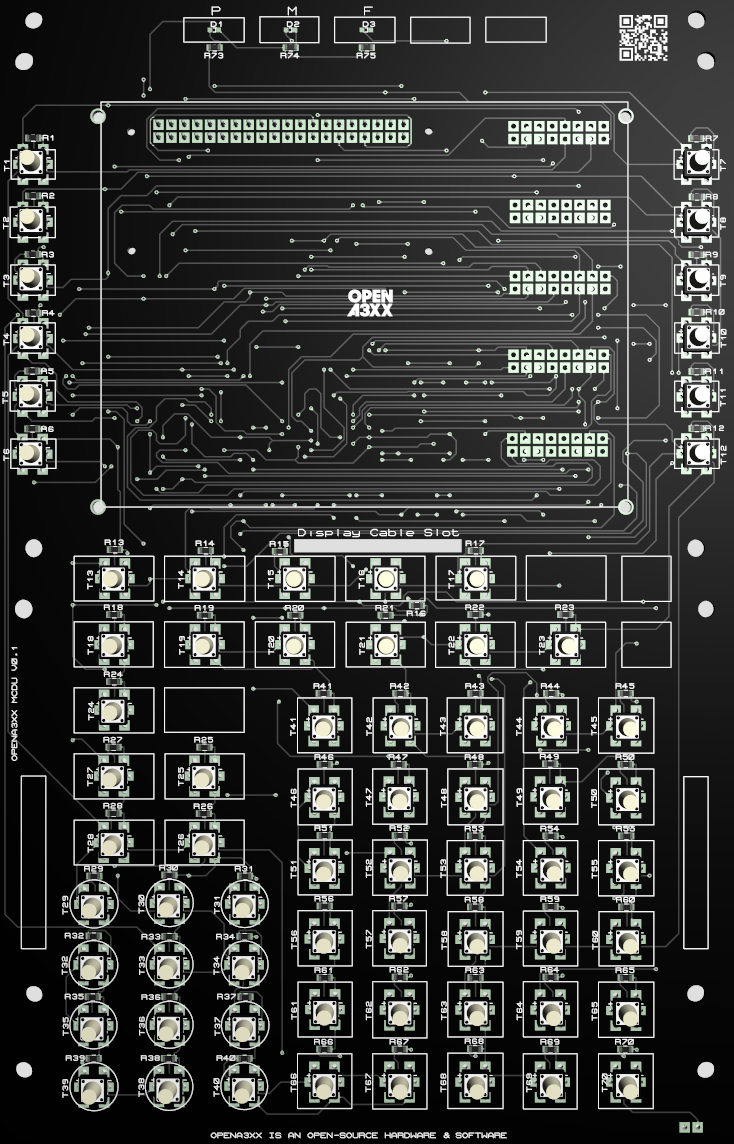 P M F
D1 D2 D3
R73 R74 R75
R1 R7
T1 T7
R2 R8
T2 T8
R3 R9
T3 T9
OPEN
A3XX
R4 R10
T4 T10
R5 R11
T5 T11
R6 R12
T6 T12
Display Cable Slot
R13 R14 R15 R17
T13 T14 T15 T16 T17
R18 R19 R20 R21 R16 R22 R23
T18 T19 T20 T21 T22 T23
OPENA3XX MCDU V0.1
R24 R41 R42 R43 R44 R45
T24 T41 T42 T43 T44 T45
R27 R25 R46 R47 R48 R49 R50
T27 T25 T46 T47 T48 T49 T50
R28 R26 R51 R52 R53 R54 R55
T28 T26 T51 T52 T53 T54 T55
R29 R30 R31 R56 R57 R58 R59 R60
T29 T30 T31 T56 T57 T58 T59 T60
R32 R33 R34 R61 R62 R63 R64 R65
T32 T33 T34 T61 T62 T63 T64 T65
R35 R36 R37 R66 R67 R68 R69 R70
T35 T36 T37 T66 T67 T68 T69 T70
R39 R38 R40
T39 T38 T40
OPENA3XX IS AN OPEN-SOURCE HARDWARE & SOFTWARE